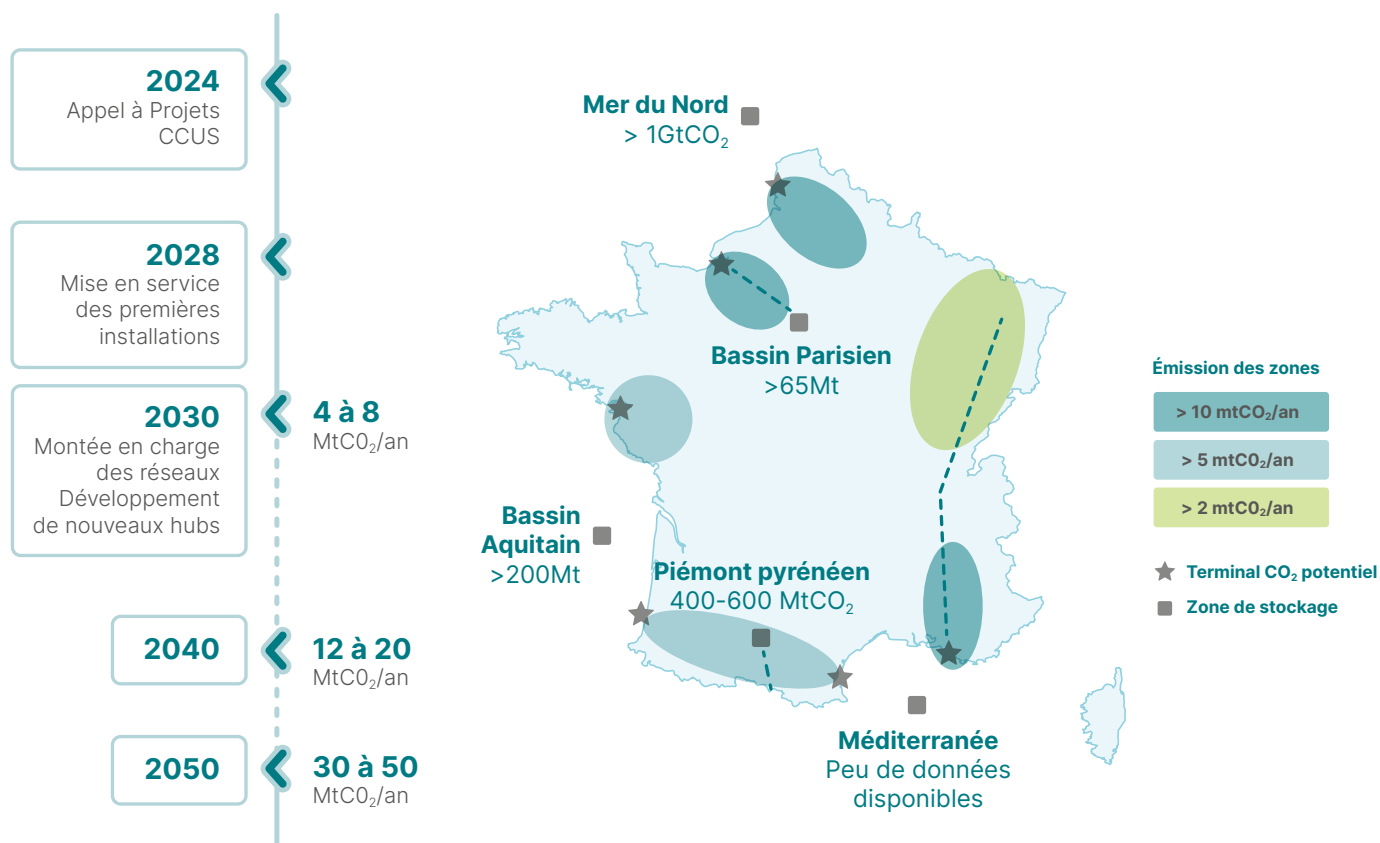 2024
Appel à Projets
CCUS
2028
Mise en service
des premières
installations
2030
Montée en charge
des réseaux
Développement
de nouveaux hubs
4 à 8
MtC0₂/an
2040
12 à 20
MtC0₂/an
2050
30 à 50
MtC0₂/an
Mer du Nord
> 1GtCO₂
Bassin Parisien
>65Mt
Bassin
Aquitain
>200Mt
Piémont pyrénéen
400-600 MtCO₂
Méditerranée
Peu de données
disponibles
Émission des zones
> 10 mtCO₂/an
> 5 mtC0₂/an
> 2 mtC0₂/an
Terminal CO₂ potentiel
Zone de stockage